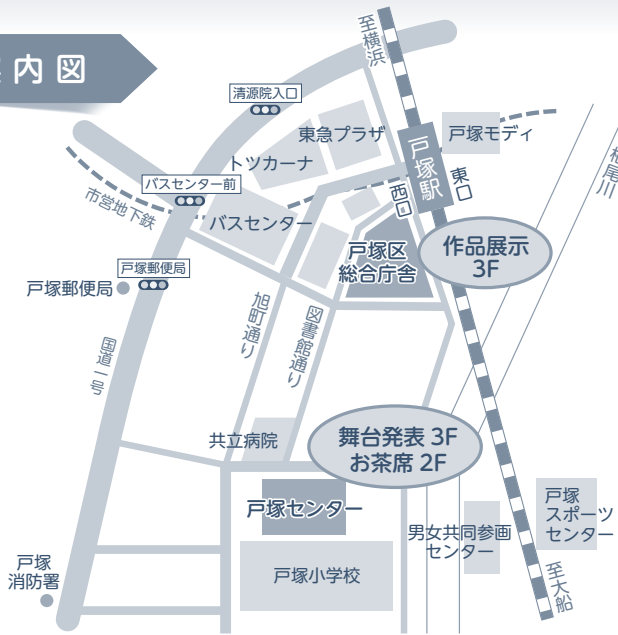 内図
至横浜
清源院入口
東急プラザ
戸塚モディ
戸塚駅
トツカーナ
バスセンター前
東口
西口
市営地下鉄
バスセンター
戸塚区
総合庁舎
作品展示
3F
戸塚郵便局
戸塚郵便局
旭町通り
図書館通り
国道一号
舞台発表 3F
お茶席 2F
共立病院
戸塚センター
男女共同参画
センター
戸塚
スポーツ
センター
戸塚小学校
戸塚
消防署
至大船